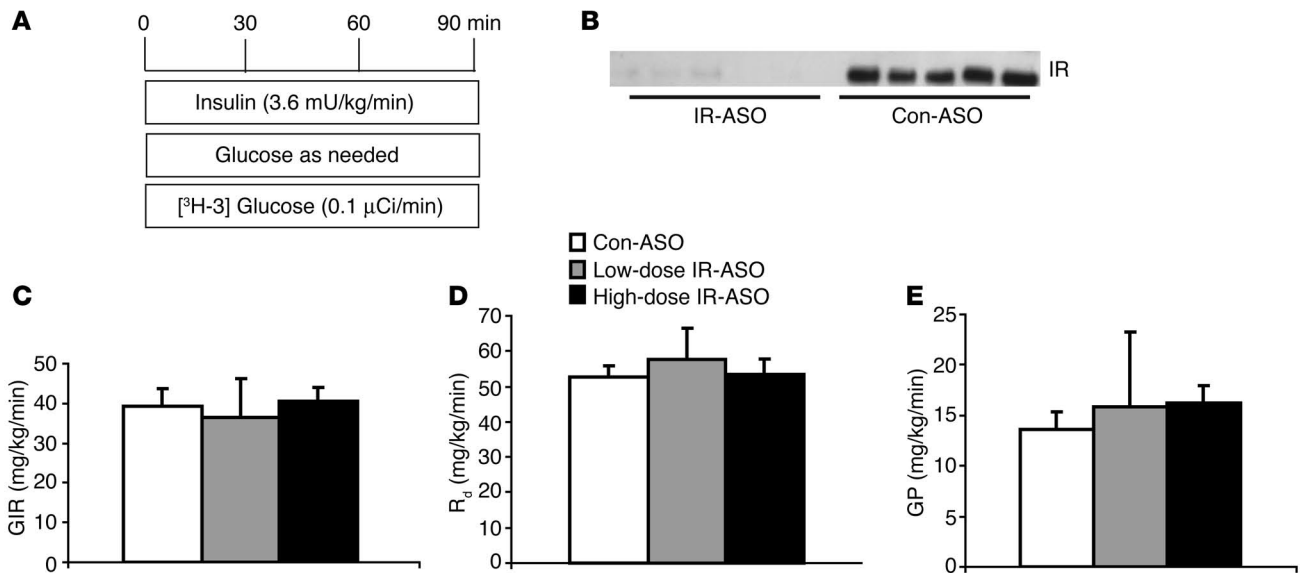 A
0 30 60 90 min
Insulin (3.6 mU/kg/min)
Glucose as needed
[³H-3] Glucose (0.1 μCi/min)
B
IR
IR-ASO Con-ASO
Con-ASO
Low-dose IR-ASO
High-dose IR-ASO
C
GIR (mg/kg/min)
50
40
30
20
10
0
D
R_d (mg/kg/min)
70
60
50
40
30
20
10
0
E
GP (mg/kg/min)
25
20
15
10
5
0